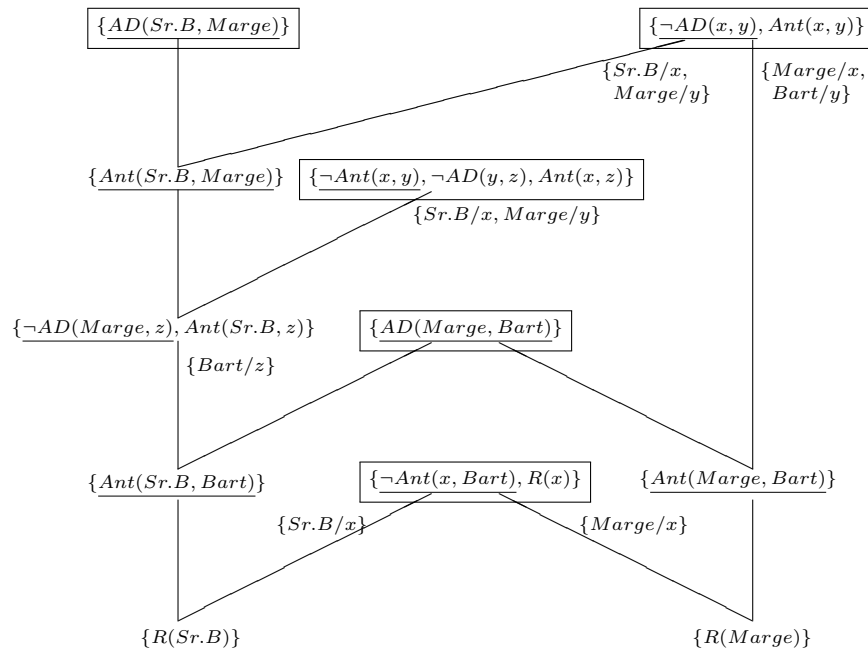 {AD(Sr.B, Marge)} {¬AD(x, y), Ant(x, y)}
{Sr.B/x, {Marge/x,
Marge/y} Bart/y}
{Ant(Sr.B, Marge)} {¬Ant(x, y), ¬AD(y, z), Ant(x, z)}
{Sr.B/x, Marge/y}
{¬AD(Marge, z), Ant(Sr.B, z)} {AD(Marge, Bart)}
{Bart/z}
{Ant(Sr.B, Bart)} {¬Ant(x, Bart), R(x)} {Ant(Marge, Bart)}
{Sr.B/x} {Marge/x}
{R(Sr.B)} {R(Marge)}